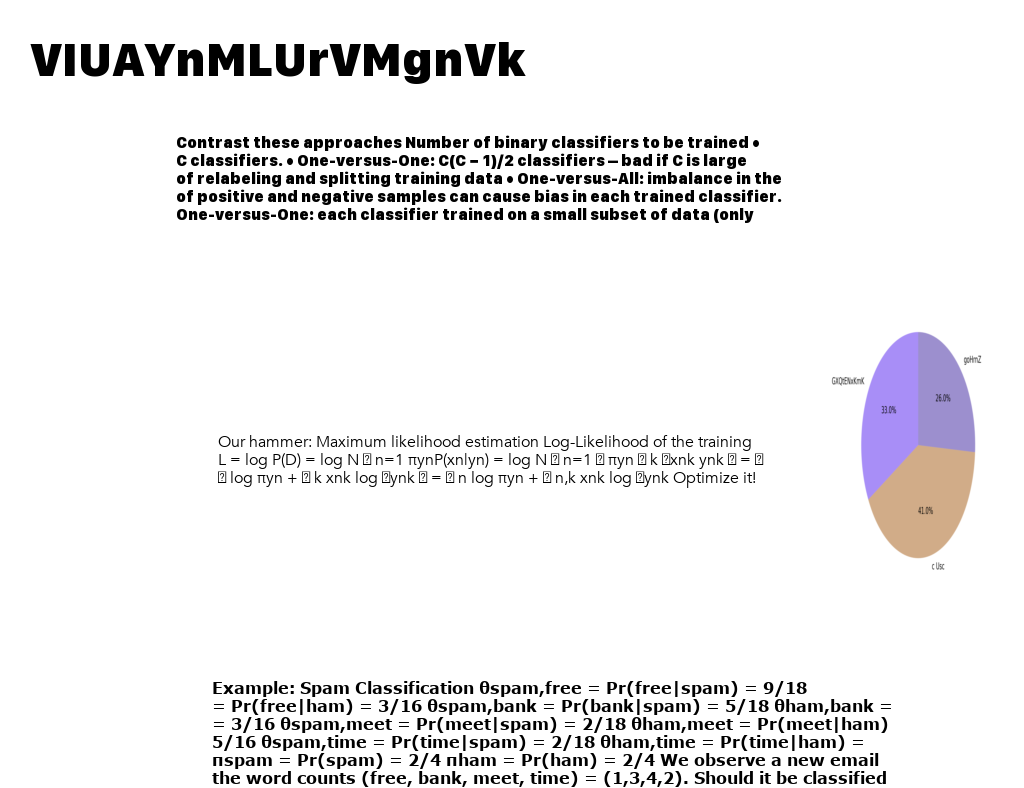 VIUAYnMLUrVMgnVk
Contrast these approaches Number of binary classifiers to be trained •
C classifiers. • One-versus-One: C(C – 1)/2 classifiers – bad if C is large
of relabeling and splitting training data • One-versus-All: imbalance in the
of positive and negative samples can cause bias in each trained classifier.
One-versus-One: each classifier trained on a small subset of data (only
goHmZ
GXQtENxKmK
26.0%
33.0%
Our hammer: Maximum likelihood estimation Log-Likelihood of the training
L = log P(D) = log N n=1 πynP(xn|yn) = log N n=1 πyn k xnk ynk =
log πyn + k xnk log ynk = n log πyn + n,k xnk log ynk Optimize it!
41.0%
c Usc
Example: Spam Classification θspam,free = Pr(free|spam) = 9/18
= Pr(free|ham) = 3/16 θspam,bank = Pr(bank|spam) = 5/18 θham,bank =
= 3/16 θspam,meet = Pr(meet|spam) = 2/18 θham,meet = Pr(meet|ham)
5/16 θspam,time = Pr(time|spam) = 2/18 θham,time = Pr(time|ham) =
πspam = Pr(spam) = 2/4 πham = Pr(ham) = 2/4 We observe a new email
the word counts (free, bank, meet, time) = (1,3,4,2). Should it be classified